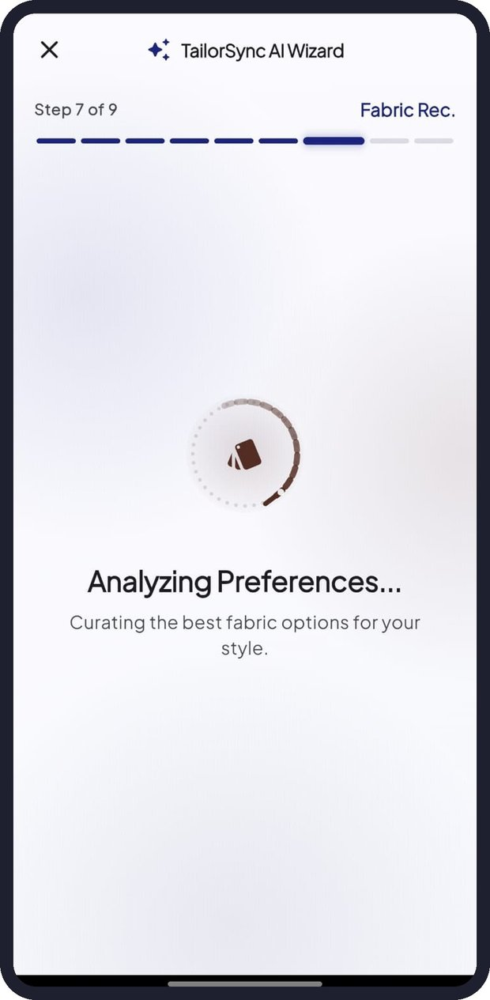 TailorSync AI Wizard
Step 7 of 9
Fabric Rec.
Analyzing Preferences...
Curating the best fabric options for your
style.